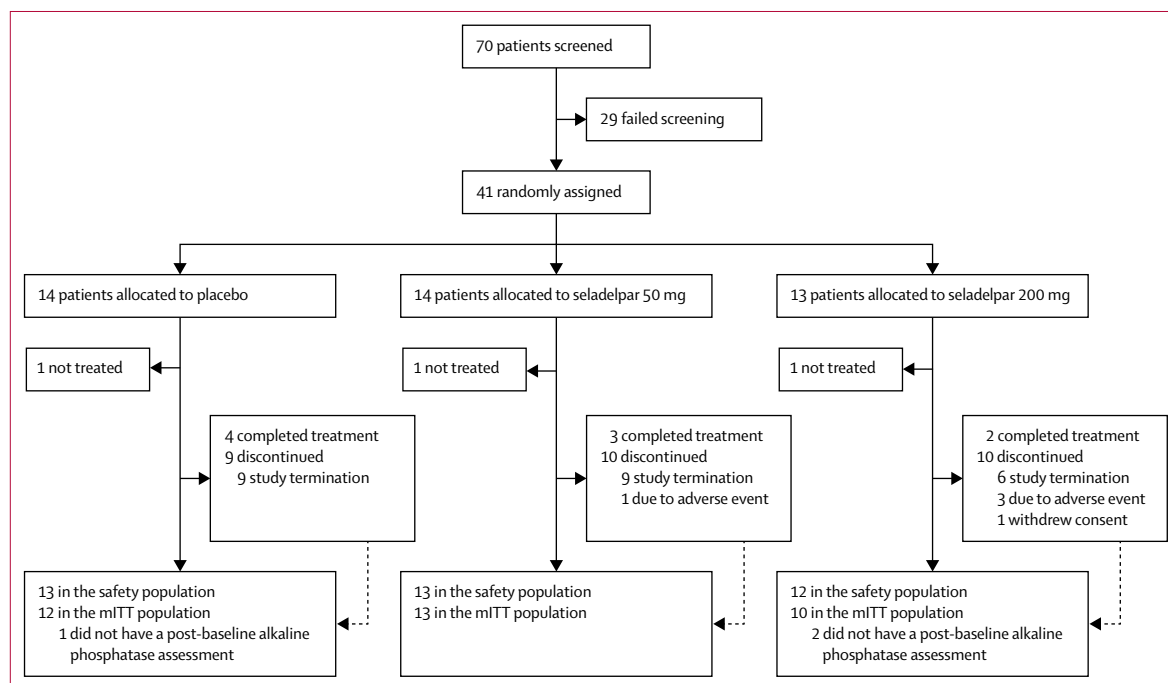 70 patients screened
29 failed screening
41 randomly assigned
14 patients allocated to placebo
14 patients allocated to seladelpar 50 mg
13 patients allocated to seladelpar 200 mg
1 not treated
1 not treated
1 not treated
4 completed treatment
9 discontinued
9 study termination
3 completed treatment
10 discontinued
9 study termination
1 due to adverse event
2 completed treatment
10 discontinued
6 study termination
3 due to adverse event
1 withdrew consent
13 in the safety population
12 in the mITT population
1 did not have a post-baseline alkaline
phosphatase assessment
13 in the safety population
13 in the mITT population
12 in the safety population
10 in the mITT population
2 did not have a post-baseline alkaline
phosphatase assessment